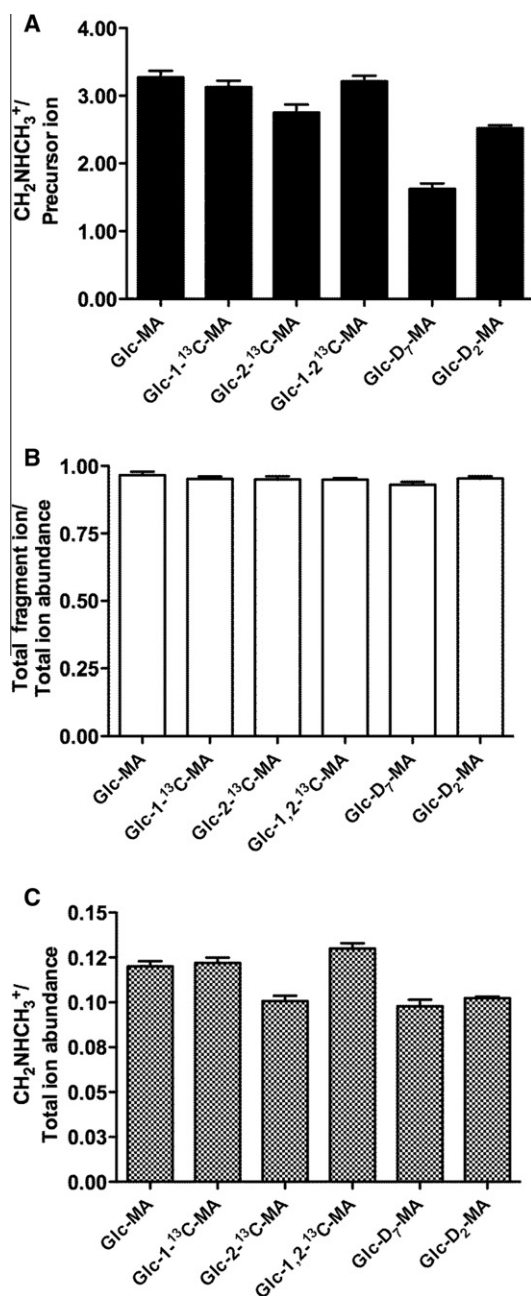 A
CH₂NHCH₃⁺/
Precursor ion
4.00
3.00
2.00
1.00
0.00
Glc-MA
Glc-1-¹³C-MA
Glc-2-¹³C-MA
Glc-1-2¹³C-MA
Glc-D₇-MA
Glc-D₂-MA
B
Total fragment ion/
Total ion abundance
1.00
0.75
0.50
0.25
0.00
Glc-MA
Glc-1-¹³C-MA
Glc-2-¹³C-MA
Glc-1,2-¹³C-MA
Glc-D₇-MA
Glc-D₂-MA
C
CH₂NHCH₃⁺/
Total ion abundance
0.15
0.12
0.10
0.08
0.05
0.03
0.00
Glc-MA
Glc-1-¹³C-MA
Glc-2-¹³C-MA
Glc-1,2-¹³C-MA
Glc-D₇-MA
Glc-D₂-MA